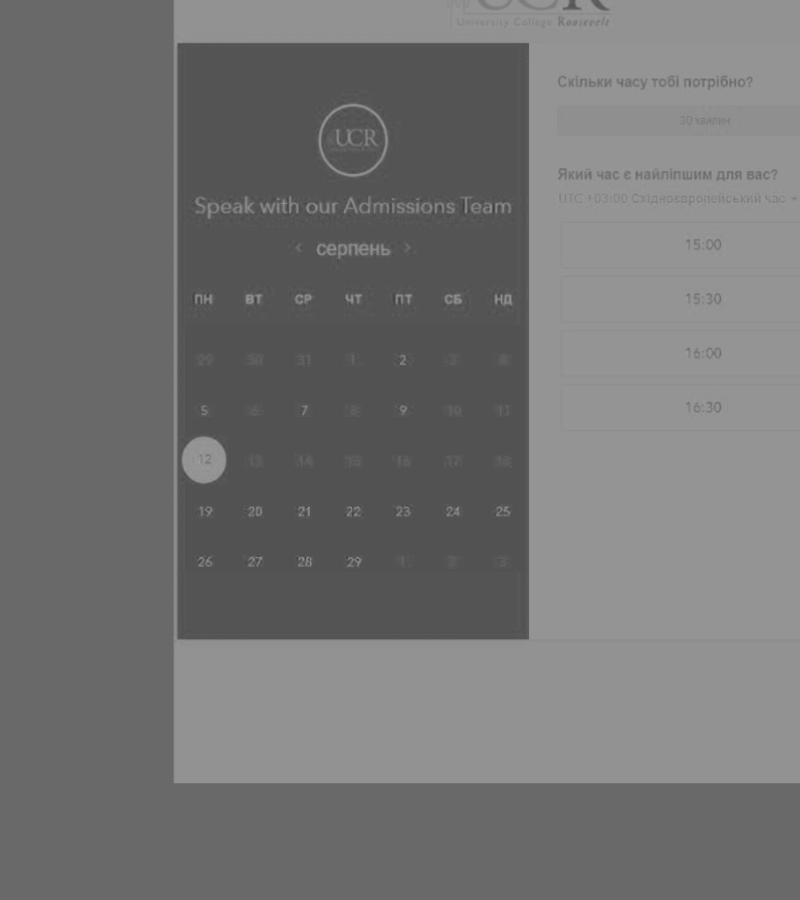 UCR
University College Roosevelt
UCR
Speak with our Admissions Team
< серпень >
ПН ВТ СР ЧТ ПТ СБ НД
29 30 31 1 2 3 4
5 6 7 8 9 10 11
12 13 14 15 16 17 18
19 20 21 22 23 24 25
26 27 28 29 1 2 3
Скільки часу тобі потрібно?
30 хвилин
Який час є найліпшим для вас?
UTC +03:00 Східноєвропейський час
15:00
15:30
16:00
16:30